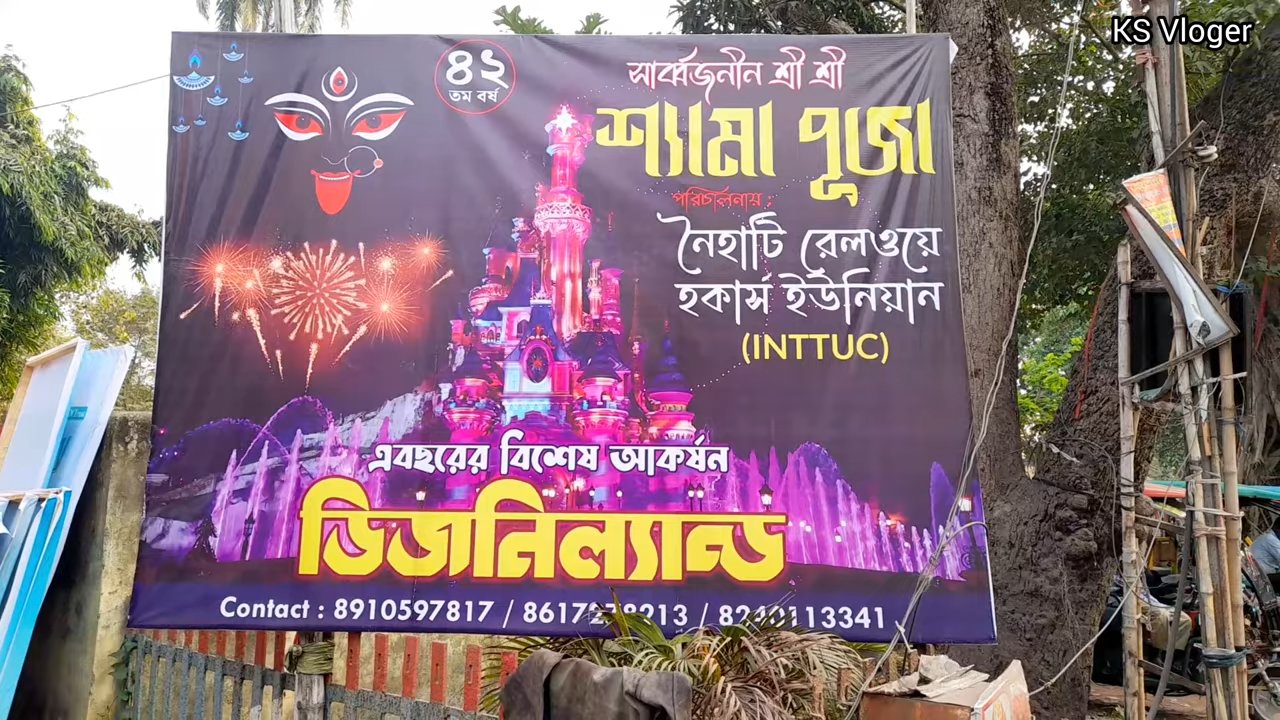 KS Vloger
৪২
তম বর্ষ
সার্ব্বজনীন শ্রী শ্রী
শ্যামা পূজা
পরিচালনায় :
নৈহাটি রেলওয়ে
হকার্স ইউনিয়ান
(INTTUC)
এবছরের বিশেষ আকর্ষন
ডিজনিল্যান্ড
Contact : 8910597817 / / 8240113341